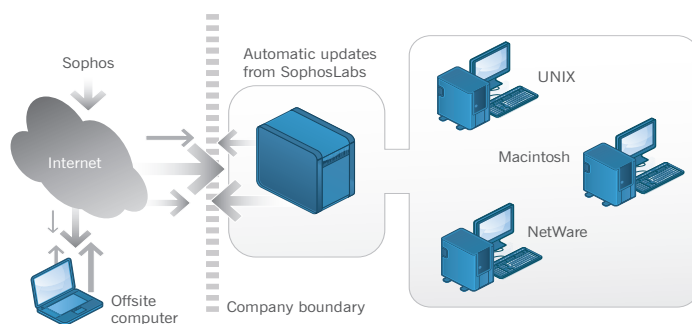 Sophos
Internet
Offsite
computer
Automatic updates
from SophosLabs
Company boundary
UNIX
Macintosh
NetWare